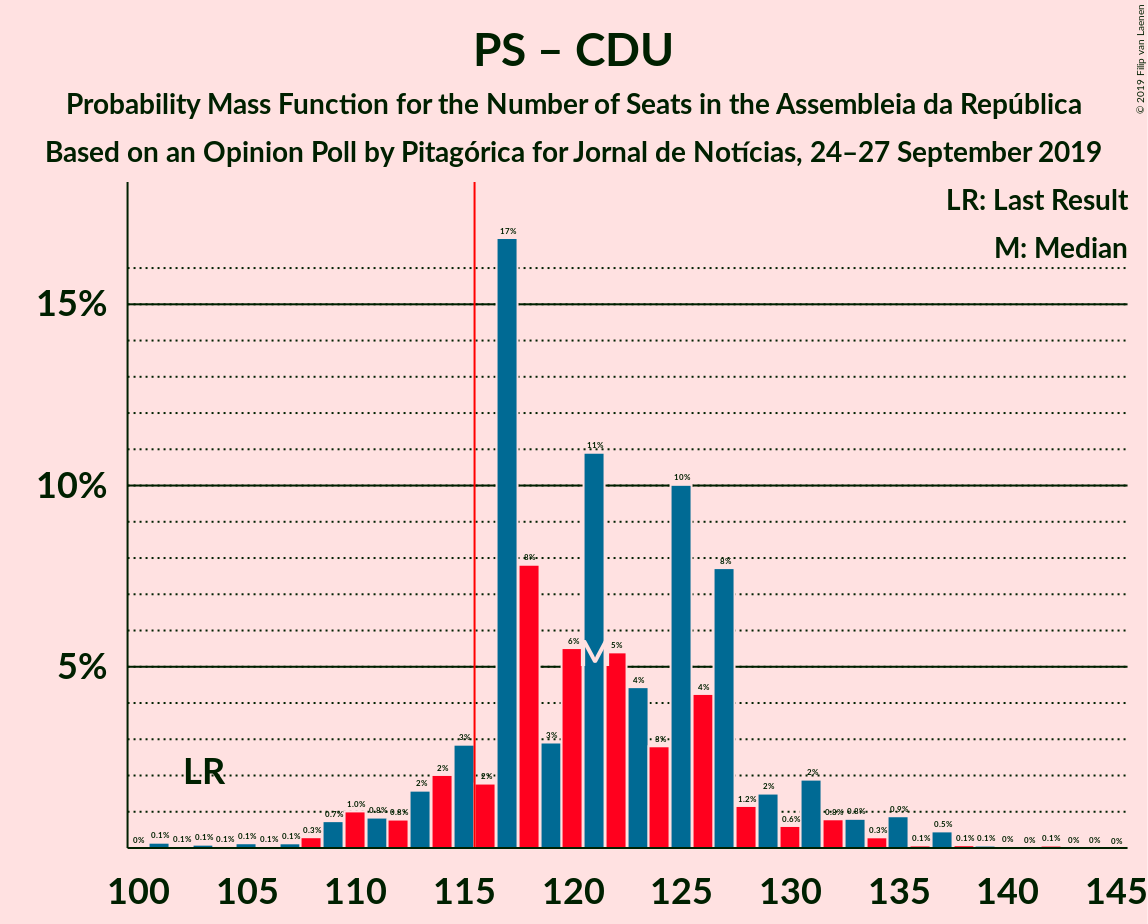 PS – CDU
Probability Mass Function for the Number of Seats in the Assembleia da República
Based on an Opinion Poll by Pitagórica for Jornal de Notícias, 24–27 September 2019
© 2019 Filip van Laenen
LR: Last Result
M: Median
15%
10%
5%
LR
M
0% 0.1% 0.1% 0.1% 0.1% 0.1% 0.1% 0.1% 0.3% 0.7% 1.0% 0.8% 0.8% 2% 2% 3% 2% 17% 8% 3% 6% 11% 5% 4% 3% 10% 4% 8% 1.2% 2% 0.6% 2% 0.8% 0.8% 0.3% 0.9% 0.1% 0.5% 0.1% 0.1% 0% 0% 0.1% 0% 0% 0%
100 105 110 115 120 125 130 135 140 145